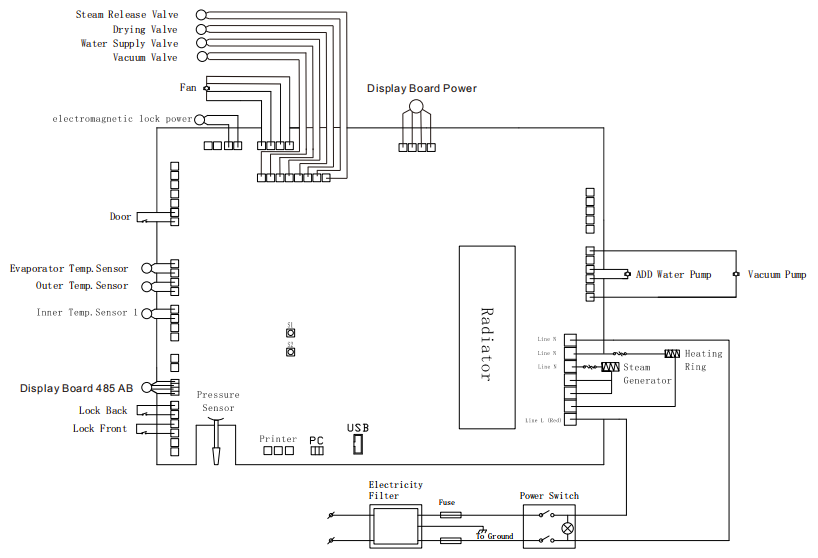 Steam Release Valve
Drying Valve
Water Supply Valve
Vacuum Valve
Fan
Display Board Power
electromagnetic lock power
Door
Evaporator Temp.Sensor
Outer Temp.Sensor
ADD Water Pump
Vacuum Pump
Inner Temp.Sensor 1
S1
S2
Radiator
Line N
Line N
Heating
Ring
Line N
Steam
Generator
Display Board 485 AB
Pressure
Sensor
Lock Back
Line L (Red)
Lock Front
USB
Printer
PC
Electricity
Filter
Fuse
Power Switch
To Ground